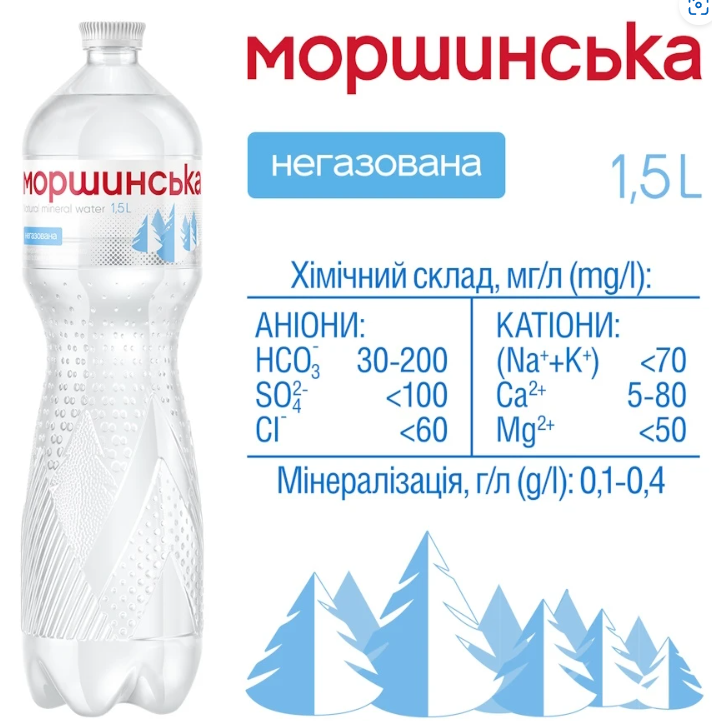 моршинська
негазована
1,5 L
моршинська
natural mineral water 1,5 L
негазована
Хімічний склад, мг/л (mg/l):
АНІОНИ:
HCO₃⁻ 30-200
SO₄²⁻ <100
Cl⁻ <60
КАТІОНИ:
(Na⁺+K⁺) <70
Ca²⁺ 5-80
Mg²⁺ <50
Мінералізація, г/л (g/l): 0,1-0,4